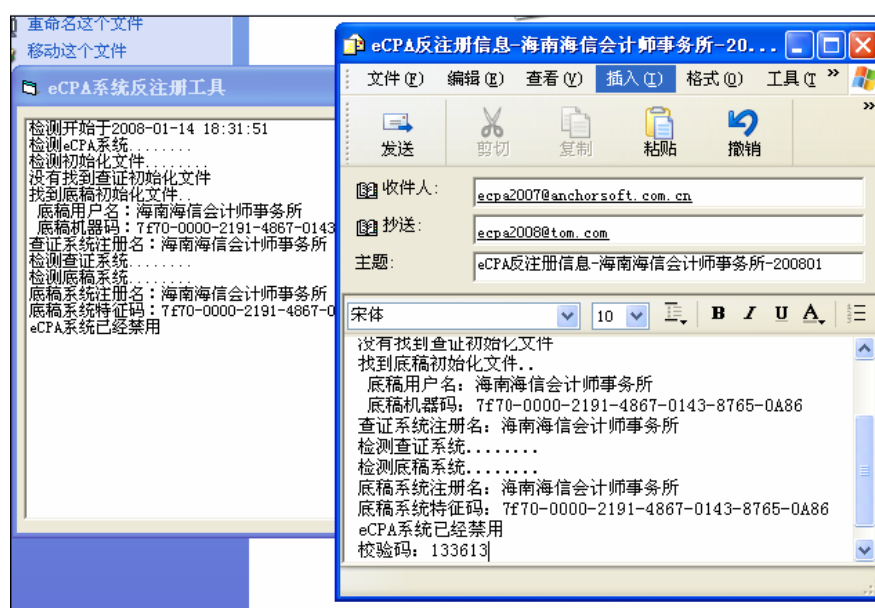 重命名这个文件
移动这个文件
eCPA系统反注册工具
检测开始于2008-01-14 18:31:51
检测eCPA系统........
检测初始化文件........
没有找到查证初始化文件
找到底稿初始化文件..
底稿用户名：海南海信会计师事务所
底稿机器码：7f70-0000-2191-4867-0143
查证系统注册名：海南海信会计师事务所
检测查证系统........
检测底稿系统........
底稿系统注册名：海南海信会计师事务所
底稿系统特征码：7f70-0000-2191-4867-0
eCPA系统已经禁用
eCPA反注册信息-海南海信会计师事务所-20...
文件(F) 编辑(E) 查看(V) 插入(I) 格式(O) 工具(T »
发送 剪切 复制 粘贴 撤销 »
收件人: ecpa2007@anchorsoft.com.cn
抄送: ecpa2008@tom.com
主题: eCPA反注册信息-海南海信会计师事务所-200801
宋体 10 B I U A
没有找到查证初始化文件
找到底稿初始化文件..
底稿用户名：海南海信会计师事务所
底稿机器码：7f70-0000-2191-4867-0143-8765-0A86
查证系统注册名：海南海信会计师事务所
检测查证系统........
检测底稿系统........
底稿系统注册名：海南海信会计师事务所
底稿系统特征码：7f70-0000-2191-4867-0143-8765-0A86
eCPA系统已经禁用
校验码：133613